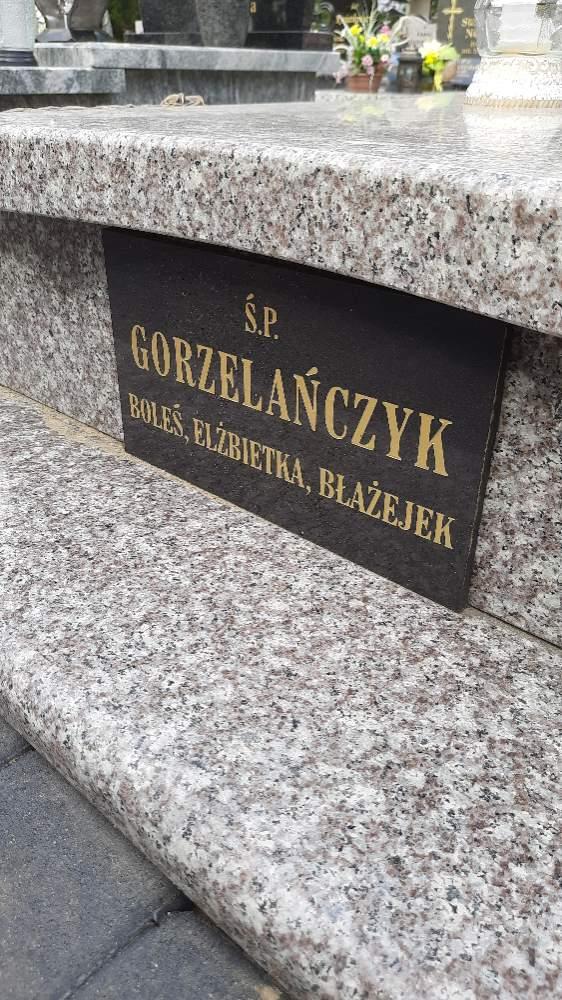 Ś.P.
GORZELAŃCZYK
BOLEŚ, ELŻBIETKA, BŁAŻEJEK